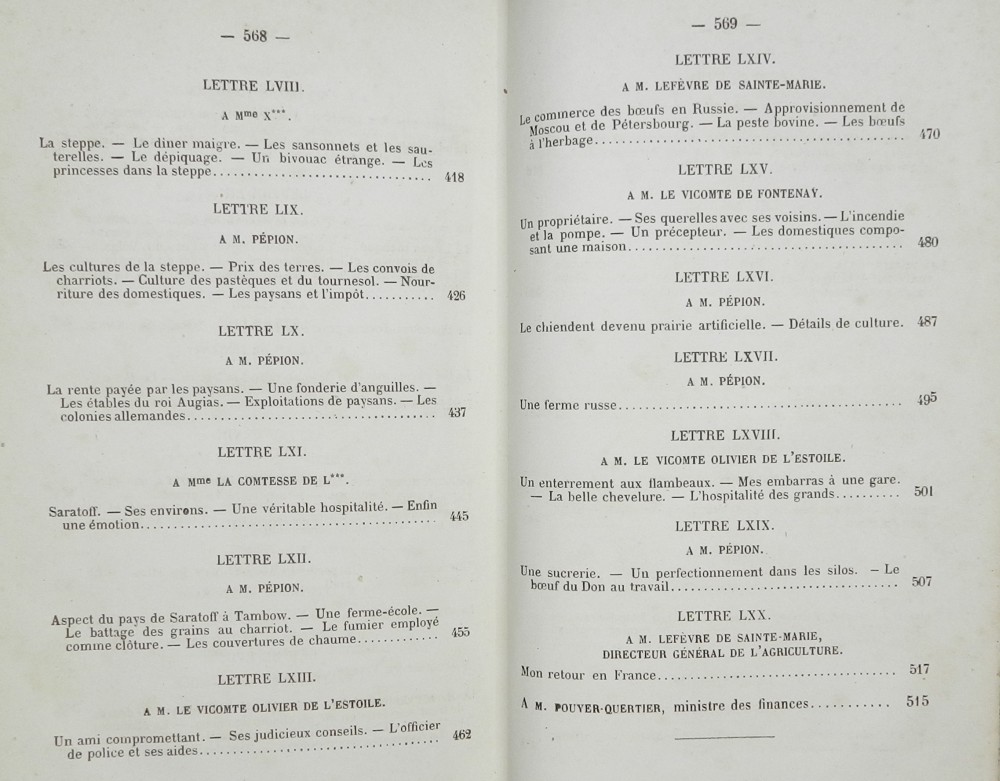 — 568 —
LETTRE LVIII.
A Mme X***.
La steppe. — Le diner maigre. — Les sansonnets et les sau-
terelles. — Le dépiquage. — Un bivouac étrange. — Les
princesses dans la steppe................................ 418
LETTRE LIX.
A M. PÉPION.
Les cultures de la steppe. — Prix des terres. — Les convois de
charriots. — Culture des pastèques et du tournesol. — Nour-
riture des domestiques. — Les paysans et l'impôt........... 426
LETTRE LX.
A M. PÉPION.
La rente payée par les paysans. — Une fonderie d'anguilles. —
Les étables du roi Augias. — Exploitations de paysans. — Les
colonies allemandes..................................... 437
LETTRE LXI.
A Mme LA COMTESSE DE L***.
Saratoff. — Ses environs. — Une véritable hospitalité. — Enfin
une émotion............................................. 445
LETTRE LXII.
A M. PÉPION.
Aspect du pays de Saratoff à Tambow. — Une ferme-école. —
Le battage des grains au charriot. — Le fumier employé
comme clôture. — Les couvertures de chaume............. 455
LETTRE LXIII.
A M. LE VICOMTE OLIVIER DE L'ESTOILE.
Un ami compromettant. — Ses judicieux conseils. — L'officier
de police et ses aides.................................... 462
— 569 —
LETTRE LXIV.
A M. LEFÈVRE DE SAINTE-MARIE.
Le commerce des bœufs en Russie. — Approvisionnement de
Moscou et de Pétersbourg. — La peste bovine. — Les bœufs
à l'herbage............................................... 470
LETTRE LXV.
A M. LE VICOMTE DE FONTENAY.
Un propriétaire. — Ses querelles avec ses voisins. — L'incendie
et la pompe. — Un précepteur. — Les domestiques compo-
sant une maison......................................... 480
LETTRE LXVI.
A M. PÉPION.
Le chiendent devenu prairie artificielle. — Détails de culture. 487
LETTRE LXVII.
A M. PÉPION.
Une ferme russe.......................................... 495
LETTRE LXVIII.
A M. LE VICOMTE OLIVIER DE L'ESTOILE.
Un enterrement aux flambeaux. — Mes embarras à une gare.
— La belle chevelure. — L'hospitalité des grands.......... 501
LETTRE LXIX.
A M. PÉPION.
Une sucrerie. — Un perfectionnement dans les silos. — Le
bœuf du Don au travail.................................. 507
LETTRE LXX.
A M. LEFÈVRE DE SAINTE-MARIE,
DIRECTEUR GÉNÉRAL DE L'AGRICULTURE.
Mon retour en France.................................... 517
A M. POUYER-QUERTIER, ministre des finances........... 515